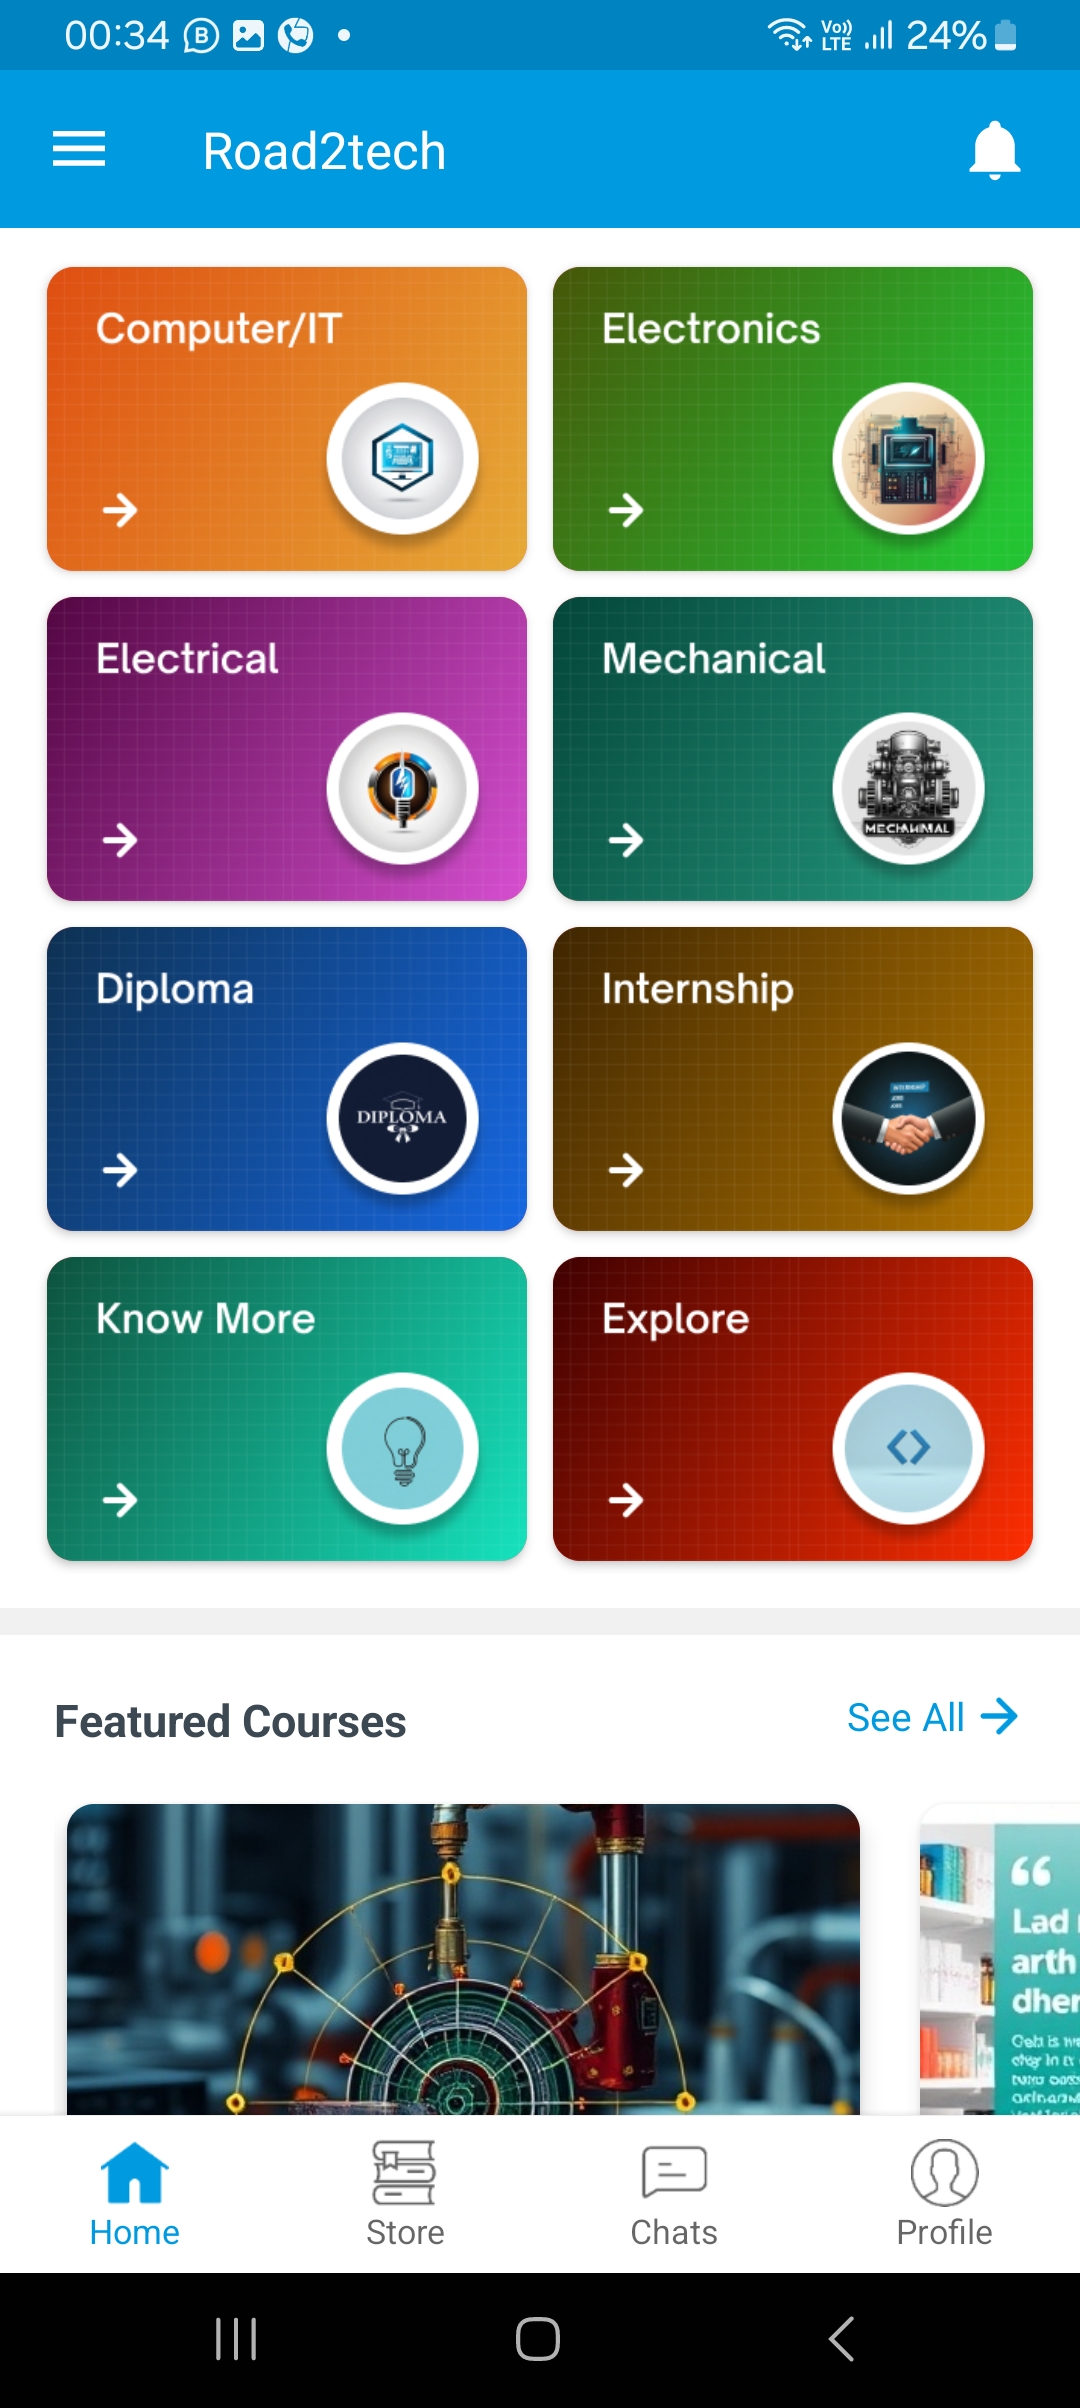 00:34
Vo))
LTE
24%
Road2tech
Computer/IT
Electronics
Electrical
Mechanical
Diploma
DIPLOMA
Internship
INTERNSHIP
Know More
Explore
Featured Courses
See All
“
Lad
arth
dher
Home
Store
Chats
Profile